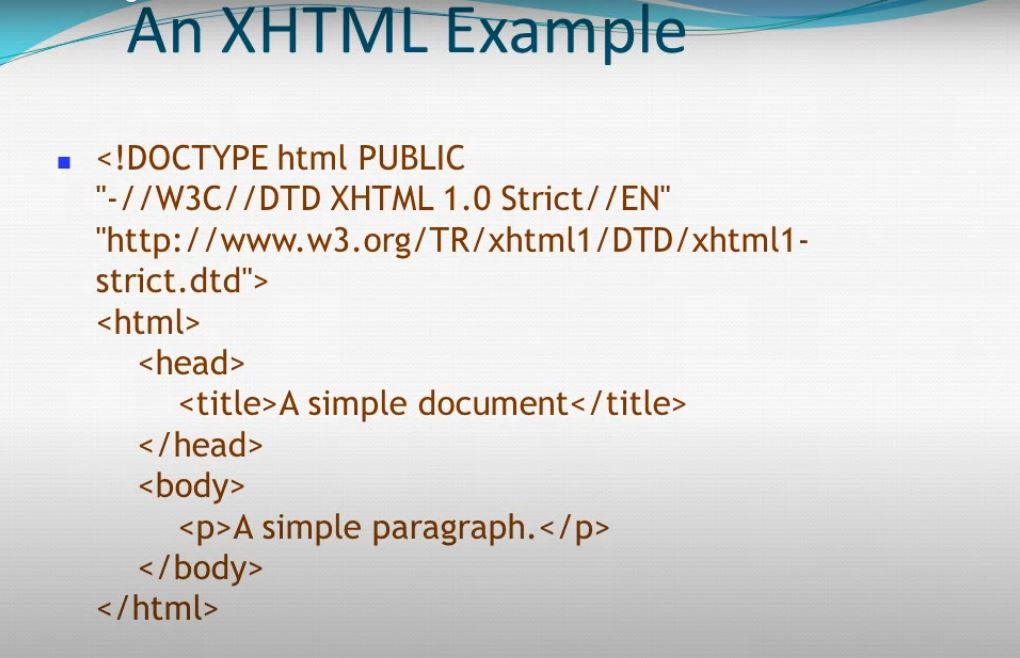 An XHTML Example
<!DOCTYPE html PUBLIC
"-//W3C//DTD XHTML 1.0 Strict//EN"
"http://www.w3.org/TR/xhtml1/DTD/xhtml1-
strict.dtd">
<html>
<head>
<title>A simple document</title>
</head>
<body>
<p>A simple paragraph.</p>
</body>
</html>